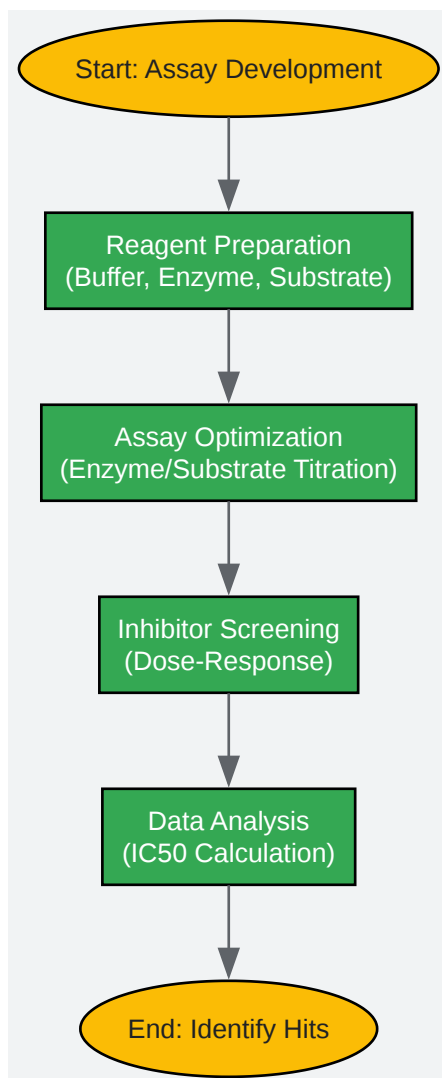 Start: Assay Development
Reagent Preparation
(Buffer, Enzyme, Substrate)
Assay Optimization
(Enzyme/Substrate Titration)
Inhibitor Screening
(Dose-Response)
Data Analysis
(IC50 Calculation)
End: Identify Hits